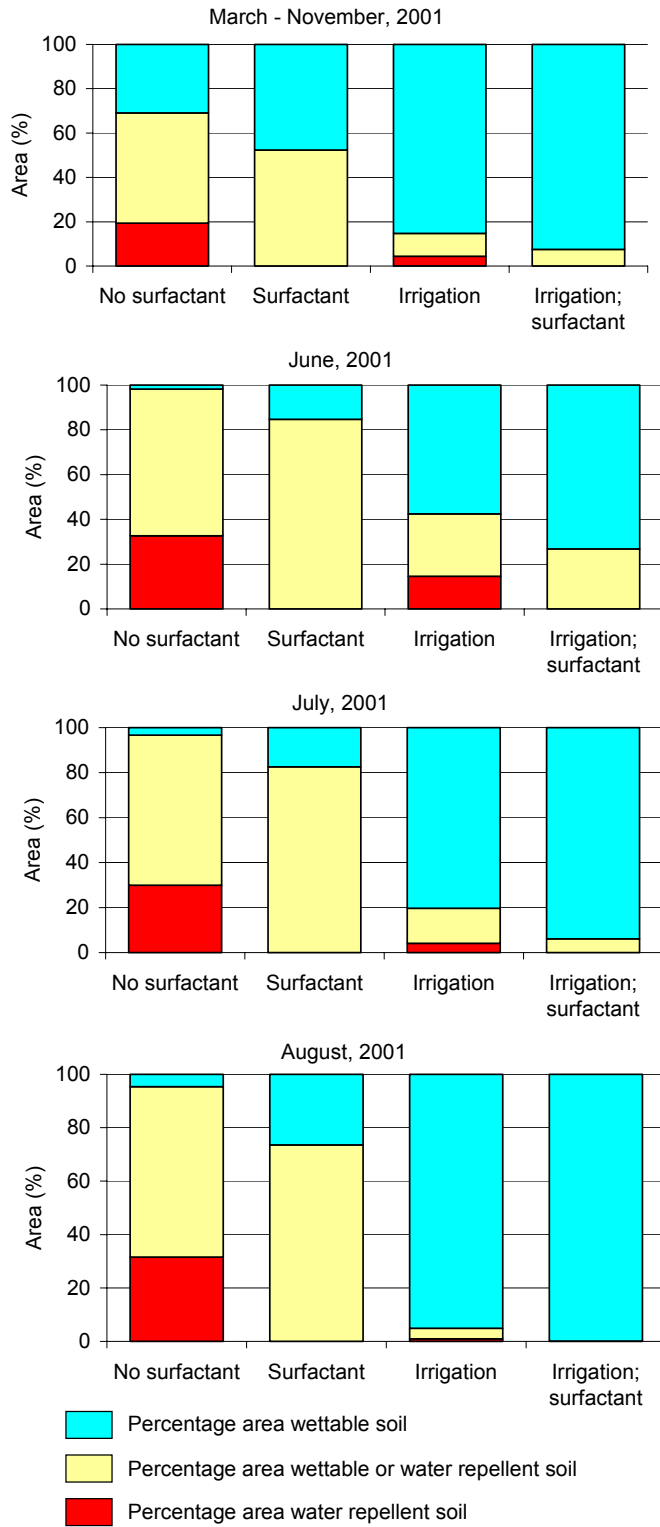 March - November, 2001
100
80
60
40
20
0
Area (%)
No surfactant
Surfactant
Irrigation
Irrigation;
surfactant
June, 2001
100
80
60
40
20
0
Area (%)
No surfactant
Surfactant
Irrigation
Irrigation;
surfactant
July, 2001
100
80
60
40
20
0
Area (%)
No surfactant
Surfactant
Irrigation
Irrigation;
surfactant
August, 2001
100
80
60
40
20
0
Area (%)
No surfactant
Surfactant
Irrigation
Irrigation;
surfactant
Percentage area wettable soil
Percentage area wettable or water repellent soil
Percentage area water repellent soil